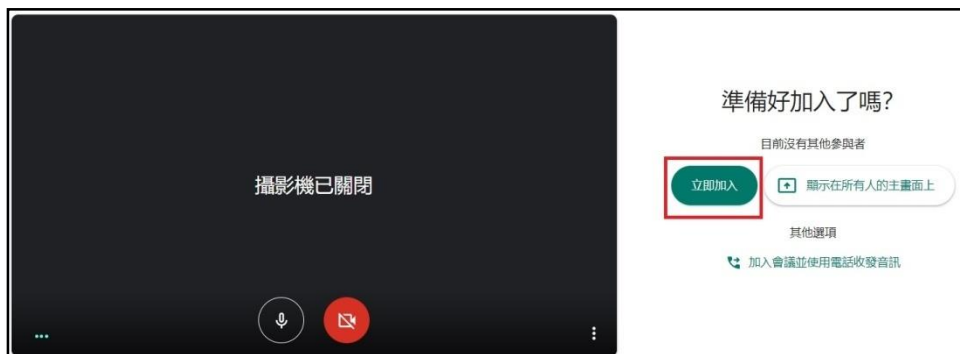 攝影機已關閉
準備好加入了嗎?
目前沒有其他參與者
立即加入
顯示在所有人的主畫面上
其他選項
加入會議並使用電話收發音訊